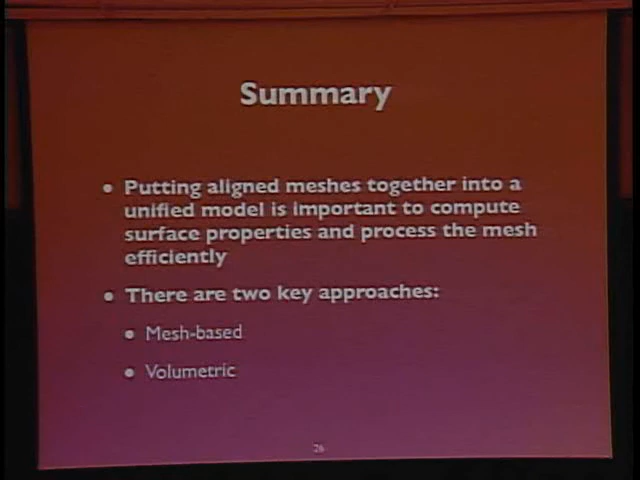 Summary
• Putting aligned meshes together into a
unified model is important to compute
surface properties and process the mesh
efficiently
• There are two key approaches:
• Mesh-based
• Volumetric
26